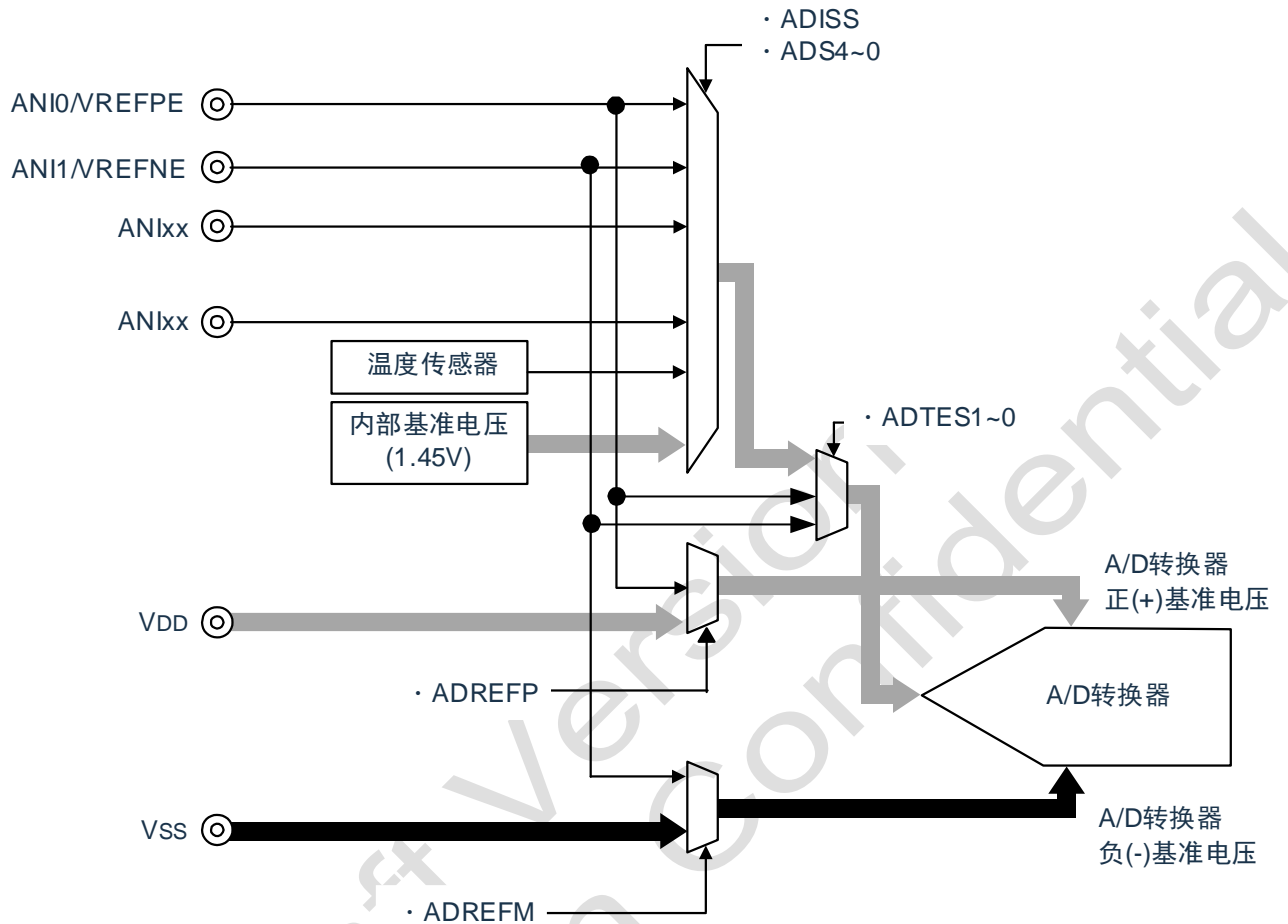 · ADISS
· ADS4~0
ANI0/VREFPE
ANI1/VREFNE
ANIxx
ANIxx
温度传感器
内部基准电压
(1.45V)
· ADTES1~0
A/D转换器
正(+)基准电压
VDD
· ADREFP
A/D转换器
VSS
A/D转换器
负(-)基准电压
· ADREFM
Version
Confidential